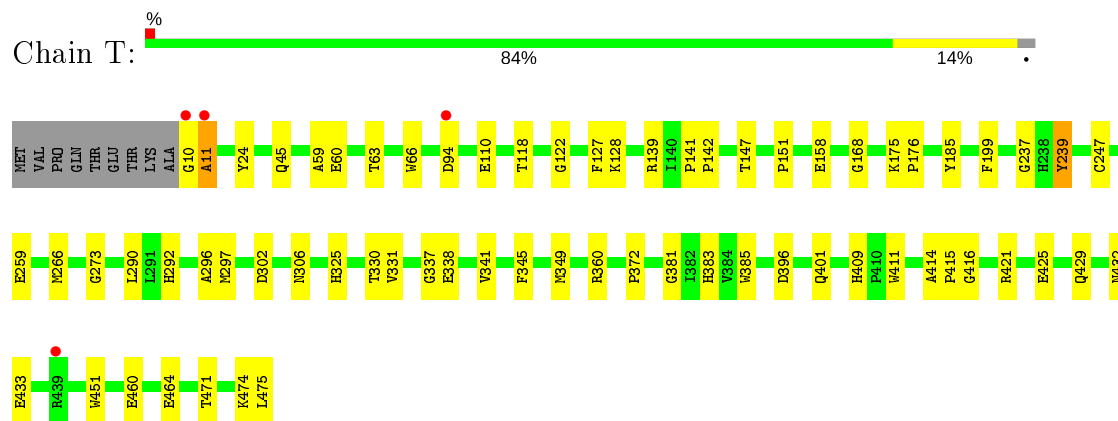 %
Chain T:
84% 14% •
MET VAL PRO GLN THR GLU THR LYS ALA G10 A11 Y24 Q45 A59 E60 T63 W66 D94 E110 T118 G122 F127 K128 R139 I140 P141 P142 T147 P151 E158 G168 K175 P176 Y185 F199 G237 H238 Y239 C247
E259 M266 G273 L290 L291 H292 A296 M297 D302 N306 H325 T330 V331 G337 E338 V341 F345 M349 R360 P372 G381 I382 H383 V384 W385 D396 Q401 H409 P410 W411 A414 P415 G416 R421 E425 Q429 N432
E433 R439 W451 E460 E464 T471 K474 L475